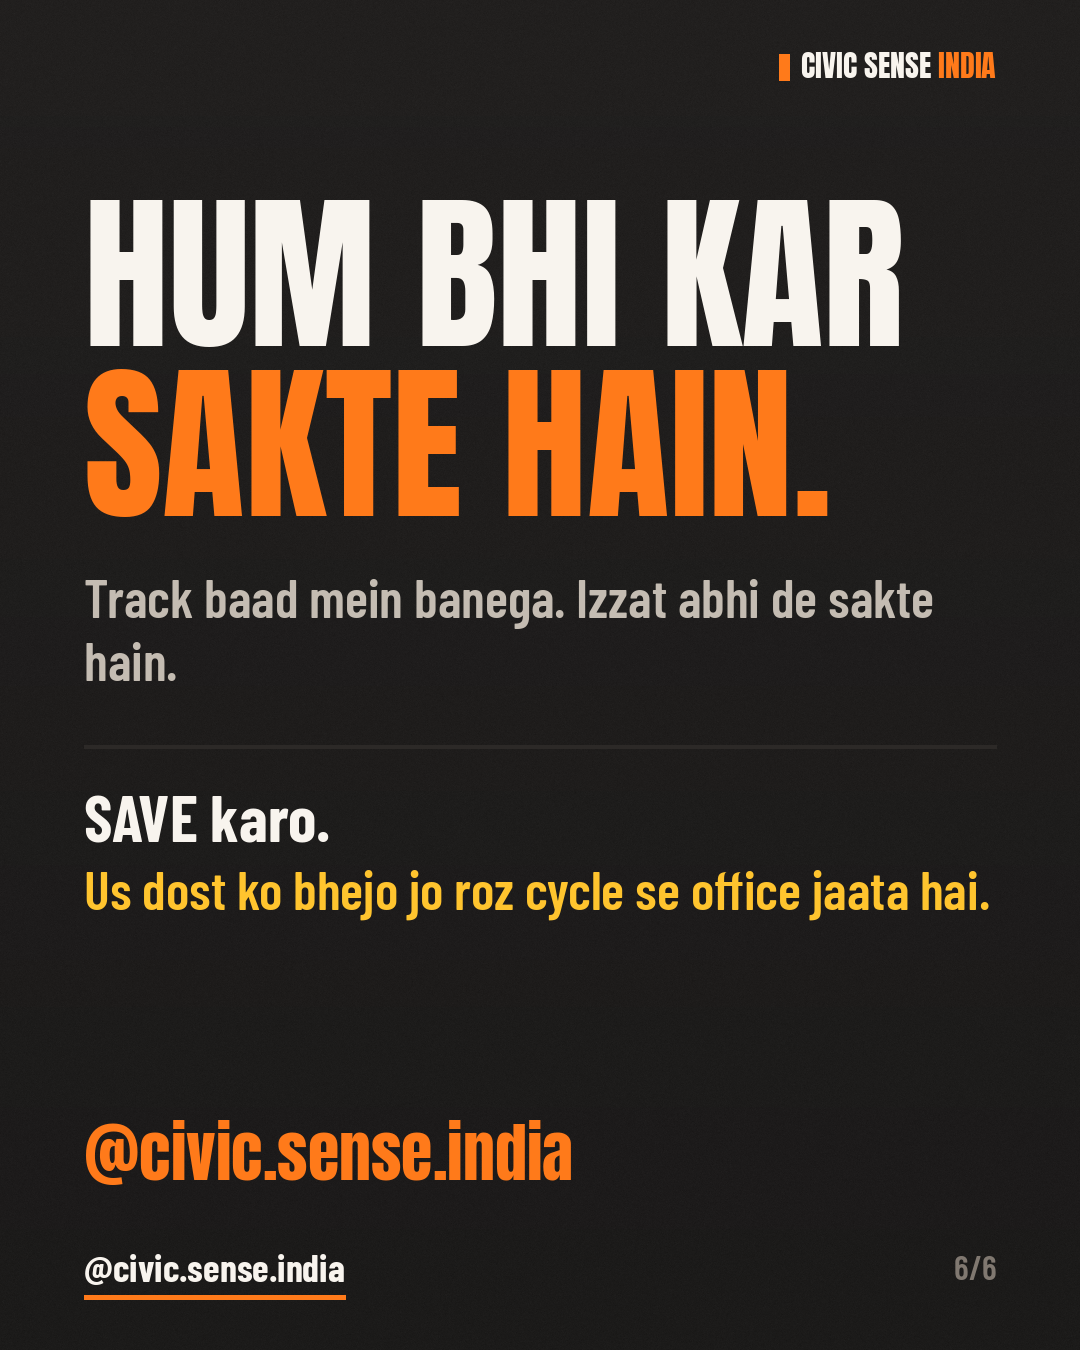 CIVIC SENSE INDIA
HUM BHI KAR
SAKTE HAIN.
Track baad mein banega. Izzat abhi de sakte
hain.
SAVE karo.
Us dost ko bhejo jo roz cycle se office jaata hai.
@civic.sense.india
@civic.sense.india
6/6